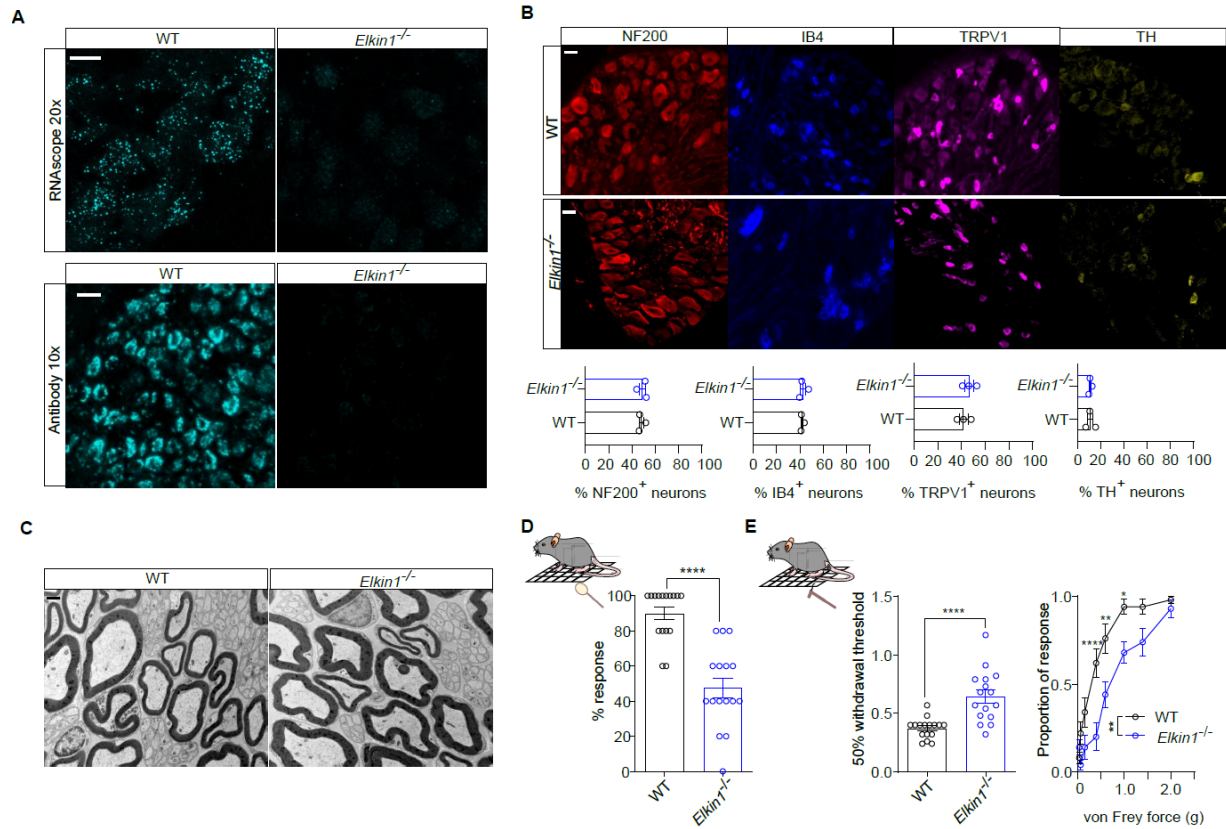 A
WT
Elkin1-/-
RNAscope 20x
WT
Elkin1-/-
Antibody 10x
B
NF200
IB4
TRPV1
TH
WT
Elkin1-/-
Elkin1-/-
WT
0 20 40 60 80 100
% NF200+ neurons
Elkin1-/-
WT
0 20 40 60 80 100
% IB4+ neurons
Elkin1-/-
WT
0 20 40 60 80 100
% TRPV1+ neurons
Elkin1-/-
WT
0 20 40 60 80 100
% TH+ neurons
C
WT
Elkin1-/-
D
****
% response
100
80
60
40
20
0
WT
Elkin1-/-
E
****
50% withdrawal threshold
1.5
1.0
0.5
0.0
WT
Elkin1-/-
Proportion of response
1.0
0.5
0.0
****
**
*
**
WT
Elkin1-/-
0 1.0 2.0
von Frey force (g)